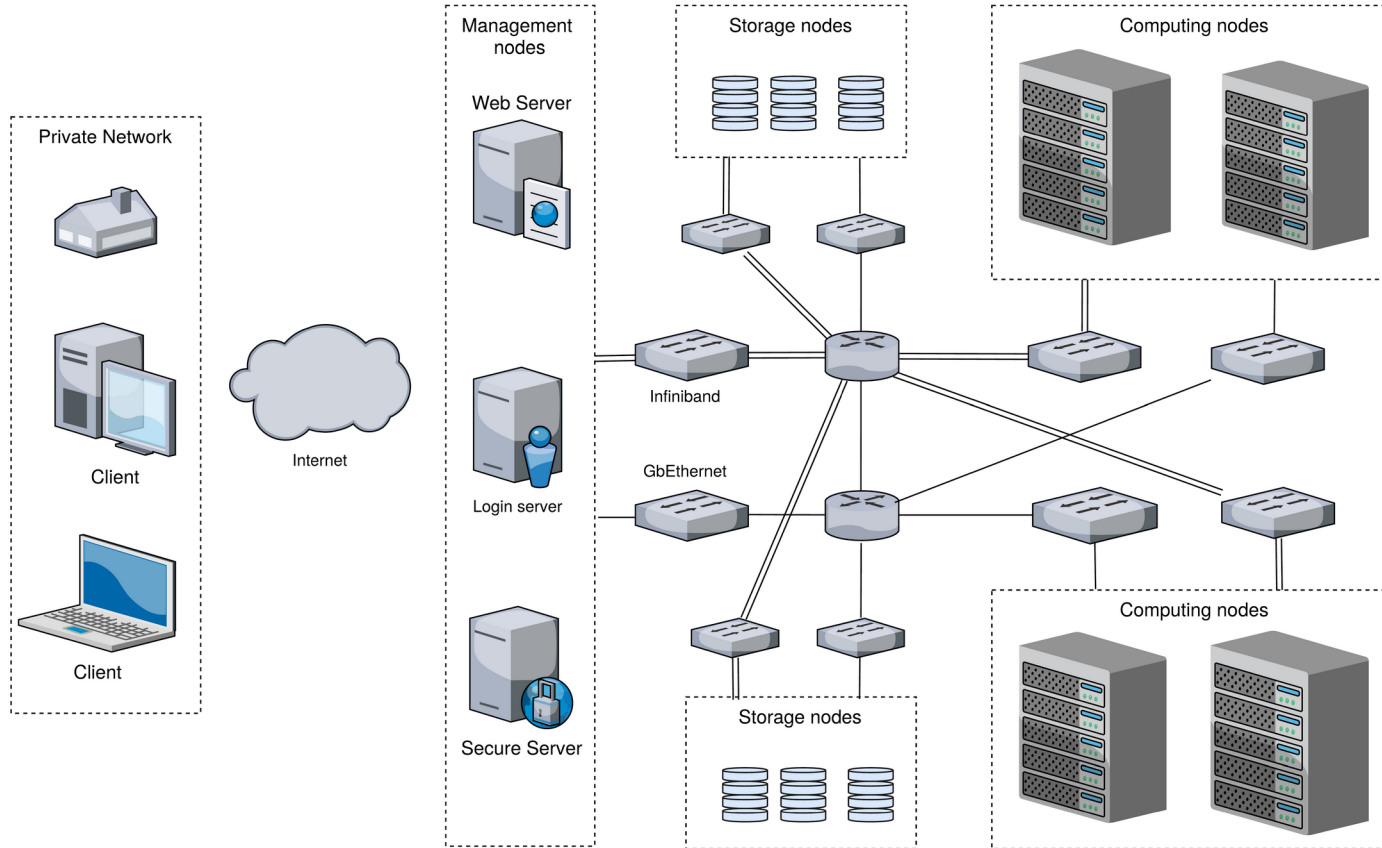 Private Network
Client
Client
Internet
Management
nodes
Web Server
Login server
Secure Server
Storage nodes
Computing nodes
Infiniband
GbEthernet
Storage nodes
Computing nodes